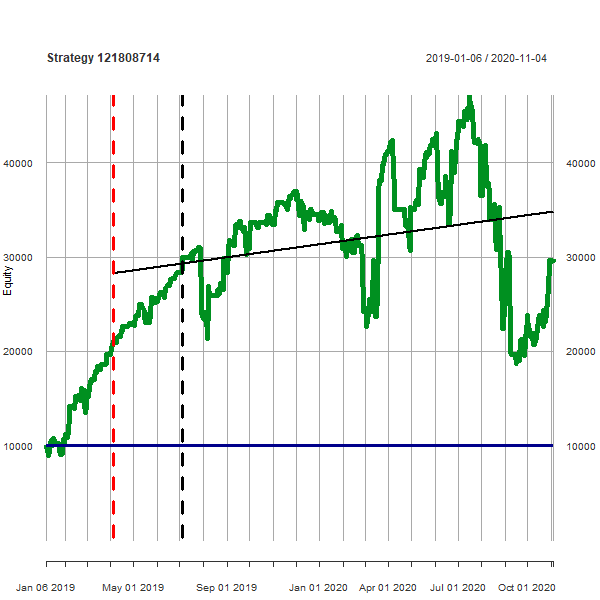 Strategy 121808714
2019-01-06 / 2020-11-04
40000
40000
30000
30000
Equity
20000
20000
10000
10000
Jan 06 2019
May 01 2019
Sep 01 2019
Jan 01 2020
Apr 01 2020
Jul 01 2020
Oct 01 2020